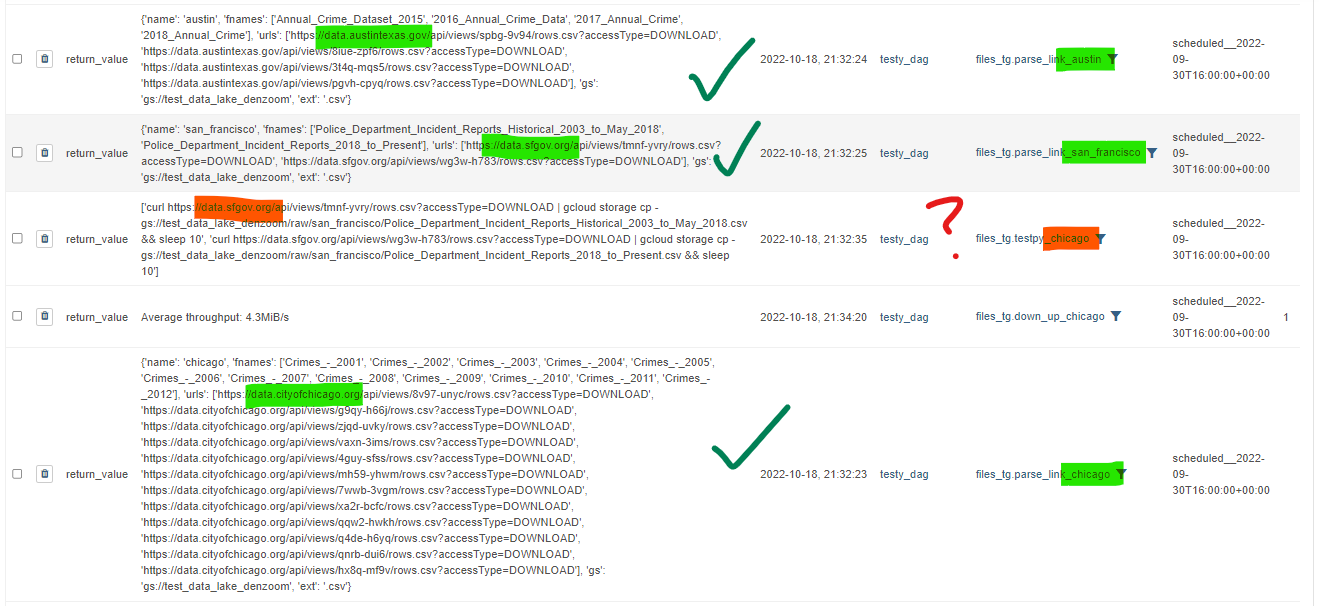 {'name': 'austin', 'fnames': ['Annual_Crime_Dataset_2015', '2016_Annual_Crime_Data', '2017_Annual_Crime',
'2018_Annual_Crime'], 'urls': ['https://data.austintexas.gov/api/views/spbg-9v94/rows.csv?accessType=DOWNLOAD',
'https://data.austintexas.gov/api/views/8iue-zpf6/rows.csv?accessType=DOWNLOAD',
'https://data.austintexas.gov/api/views/3t4q-mqs5/rows.csv?accessType=DOWNLOAD',
'https://data.austintexas.gov/api/views/pgvh-cpyq/rows.csv?accessType=DOWNLOAD'], 'gs':
'gs://test_data_lake_denzoom', 'ext': '.csv'}
return_value
2022-10-18, 21:32:24
testy_dag
files_tg.parse_link_austin
scheduled__2022-
09-
30T16:00:00+00:00
{'name': 'san_francisco', 'fnames': ['Police_Department_Incident_Reports_Historical_2003_to_May_2018',
'Police_Department_Incident_Reports_2018_to_Present'], 'urls': ['https://data.sfgov.org/api/views/tmnf-yvry/rows.csv?
accessType=DOWNLOAD', 'https://data.sfgov.org/api/views/wg3w-h783/rows.csv?accessType=DOWNLOAD'], 'gs':
'gs://test_data_lake_denzoom', 'ext': '.csv'}
return_value
2022-10-18, 21:32:25
testy_dag
files_tg.parse_link_san_francisco
scheduled__2022-
09-
30T16:00:00+00:00
['curl https://data.sfgov.org/api/views/tmnf-yvry/rows.csv?accessType=DOWNLOAD | gcloud storage cp -
gs://test_data_lake_denzoom/raw/san_francisco/Police_Department_Incident_Reports_Historical_2003_to_May_2018.csv
&& sleep 10', 'curl https://data.sfgov.org/api/views/wg3w-h783/rows.csv?accessType=DOWNLOAD | gcloud storage cp -
gs://test_data_lake_denzoom/raw/san_francisco/Police_Department_Incident_Reports_2018_to_Present.csv && sleep
10']
return_value
2022-10-18, 21:32:35
testy_dag
?
files_tg.testpy_chicago
scheduled__2022-
09-
30T16:00:00+00:00
return_value
Average throughput: 4.3MiB/s
2022-10-18, 21:34:20
testy_dag
files_tg.down_up_chicago
scheduled__2022-
09-
30T16:00:00+00:00
1
{'name': 'chicago', 'fnames': ['Crimes_-_2001', 'Crimes_-_2002', 'Crimes_-_2003', 'Crimes_-_2004', 'Crimes_-_2005',
'Crimes_-_2006', 'Crimes_-_2007', 'Crimes_-_2008', 'Crimes_-_2009', 'Crimes_-_2010', 'Crimes_-_2011', 'Crimes_-
_2012'], 'urls': ['https://data.cityofchicago.org/api/views/8v97-unyc/rows.csv?accessType=DOWNLOAD',
'https://data.cityofchicago.org/api/views/g9qy-h66j/rows.csv?accessType=DOWNLOAD',
'https://data.cityofchicago.org/api/views/zjqd-uvky/rows.csv?accessType=DOWNLOAD',
'https://data.cityofchicago.org/api/views/vaxn-3ims/rows.csv?accessType=DOWNLOAD',
'https://data.cityofchicago.org/api/views/4guy-sfss/rows.csv?accessType=DOWNLOAD',
'https://data.cityofchicago.org/api/views/mh59-yhwm/rows.csv?accessType=DOWNLOAD',
'https://data.cityofchicago.org/api/views/7wwb-3vgm/rows.csv?accessType=DOWNLOAD',
'https://data.cityofchicago.org/api/views/xa2r-bcfc/rows.csv?accessType=DOWNLOAD',
'https://data.cityofchicago.org/api/views/qqw2-hwkh/rows.csv?accessType=DOWNLOAD',
'https://data.cityofchicago.org/api/views/q4de-h6yq/rows.csv?accessType=DOWNLOAD',
'https://data.cityofchicago.org/api/views/qnrb-dui6/rows.csv?accessType=DOWNLOAD',
'https://data.cityofchicago.org/api/views/hx8q-mf9v/rows.csv?accessType=DOWNLOAD'], 'gs':
'gs://test_data_lake_denzoom', 'ext': '.csv'}
return_value
2022-10-18, 21:32:23
testy_dag
files_tg.parse_link_chicago
scheduled__2022-
09-
30T16:00:00+00:00